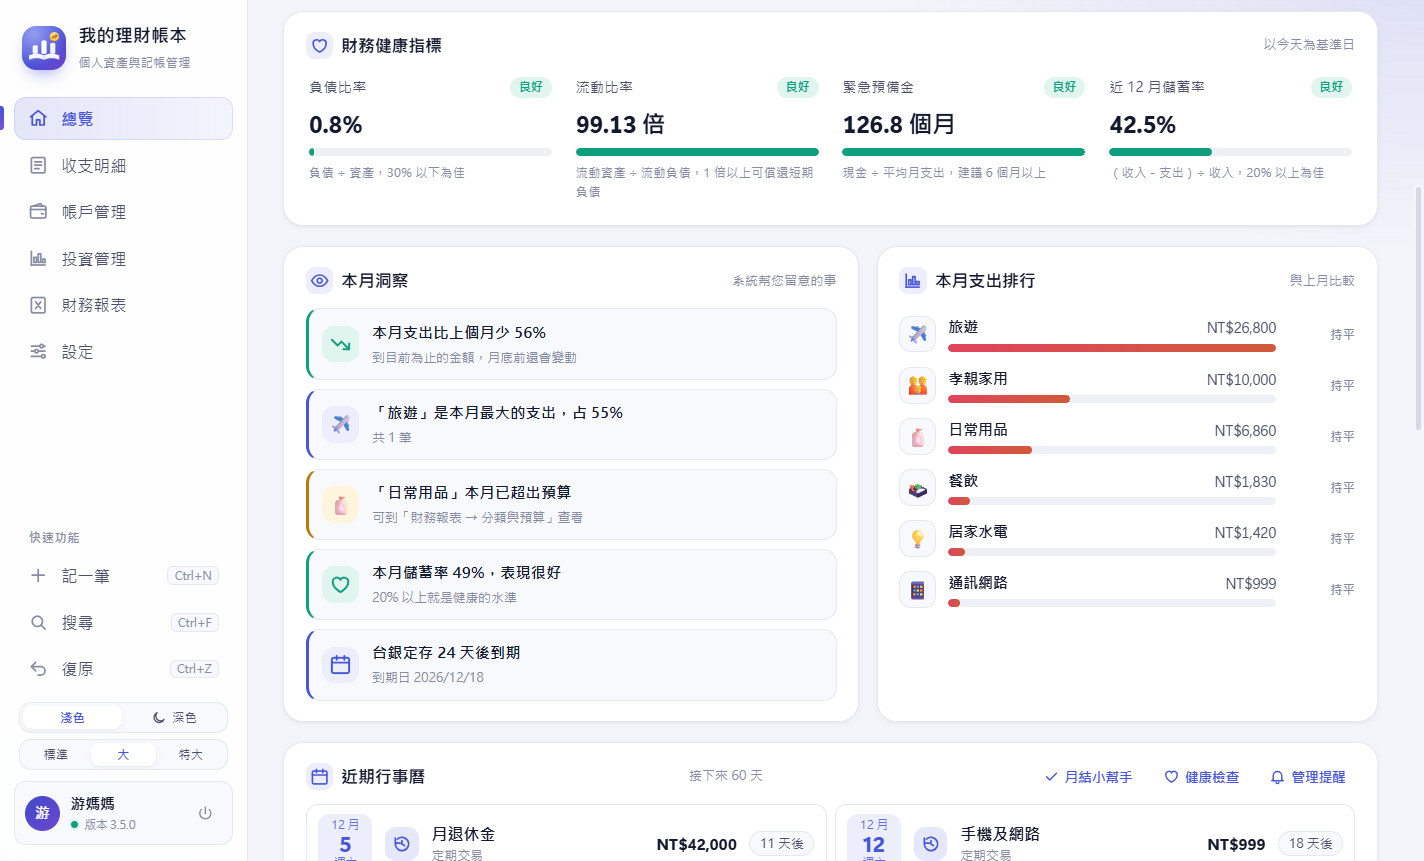 我的理財帳本
個人資產與記帳管理
總覽
收支明細
帳戶管理
投資管理
財務報表
設定
快速功能
記一筆 Ctrl+N
搜尋 Ctrl+F
復原 Ctrl+Z
淺色 深色
標準 大 特大
游 游媽媽
版本 3.5.0
財務健康指標 以今天為基準日
負債比率 良好
0.8%
負債 ÷ 資產，30% 以下為佳
流動比率 良好
99.13 倍
流動資產 ÷ 流動負債，1 倍以上可償還短期
負債
緊急預備金 良好
126.8 個月
現金 ÷ 平均月支出，建議 6 個月以上
近 12 月儲蓄率 良好
42.5%
（收入 - 支出）÷ 收入，20% 以上為佳
本月洞察 系統幫您留意的事
本月支出比上個月少 56%
到目前為止的金額，月底前還會變動
「旅遊」是本月最大的支出，占 55%
共 1 筆
「日常用品」本月已超出預算
可到「財務報表 → 分類與預算」查看
本月儲蓄率 49%，表現很好
20% 以上就是健康的水準
台銀定存 24 天後到期
到期日 2026/12/18
本月支出排行 與上月比較
旅遊 NT$26,800 持平
孝親家用 NT$10,000 持平
日常用品 NT$6,860 持平
餐飲 NT$1,830 持平
居家水電 NT$1,420 持平
通訊網路 NT$999 持平
近期行事曆 接下來 60 天 月結小幫手 健康檢查 管理提醒
12 月
5
月退休金
定期交易
NT$42,000 11 天後
12 月
12
手機及網路
定期交易
NT$999 18 天後